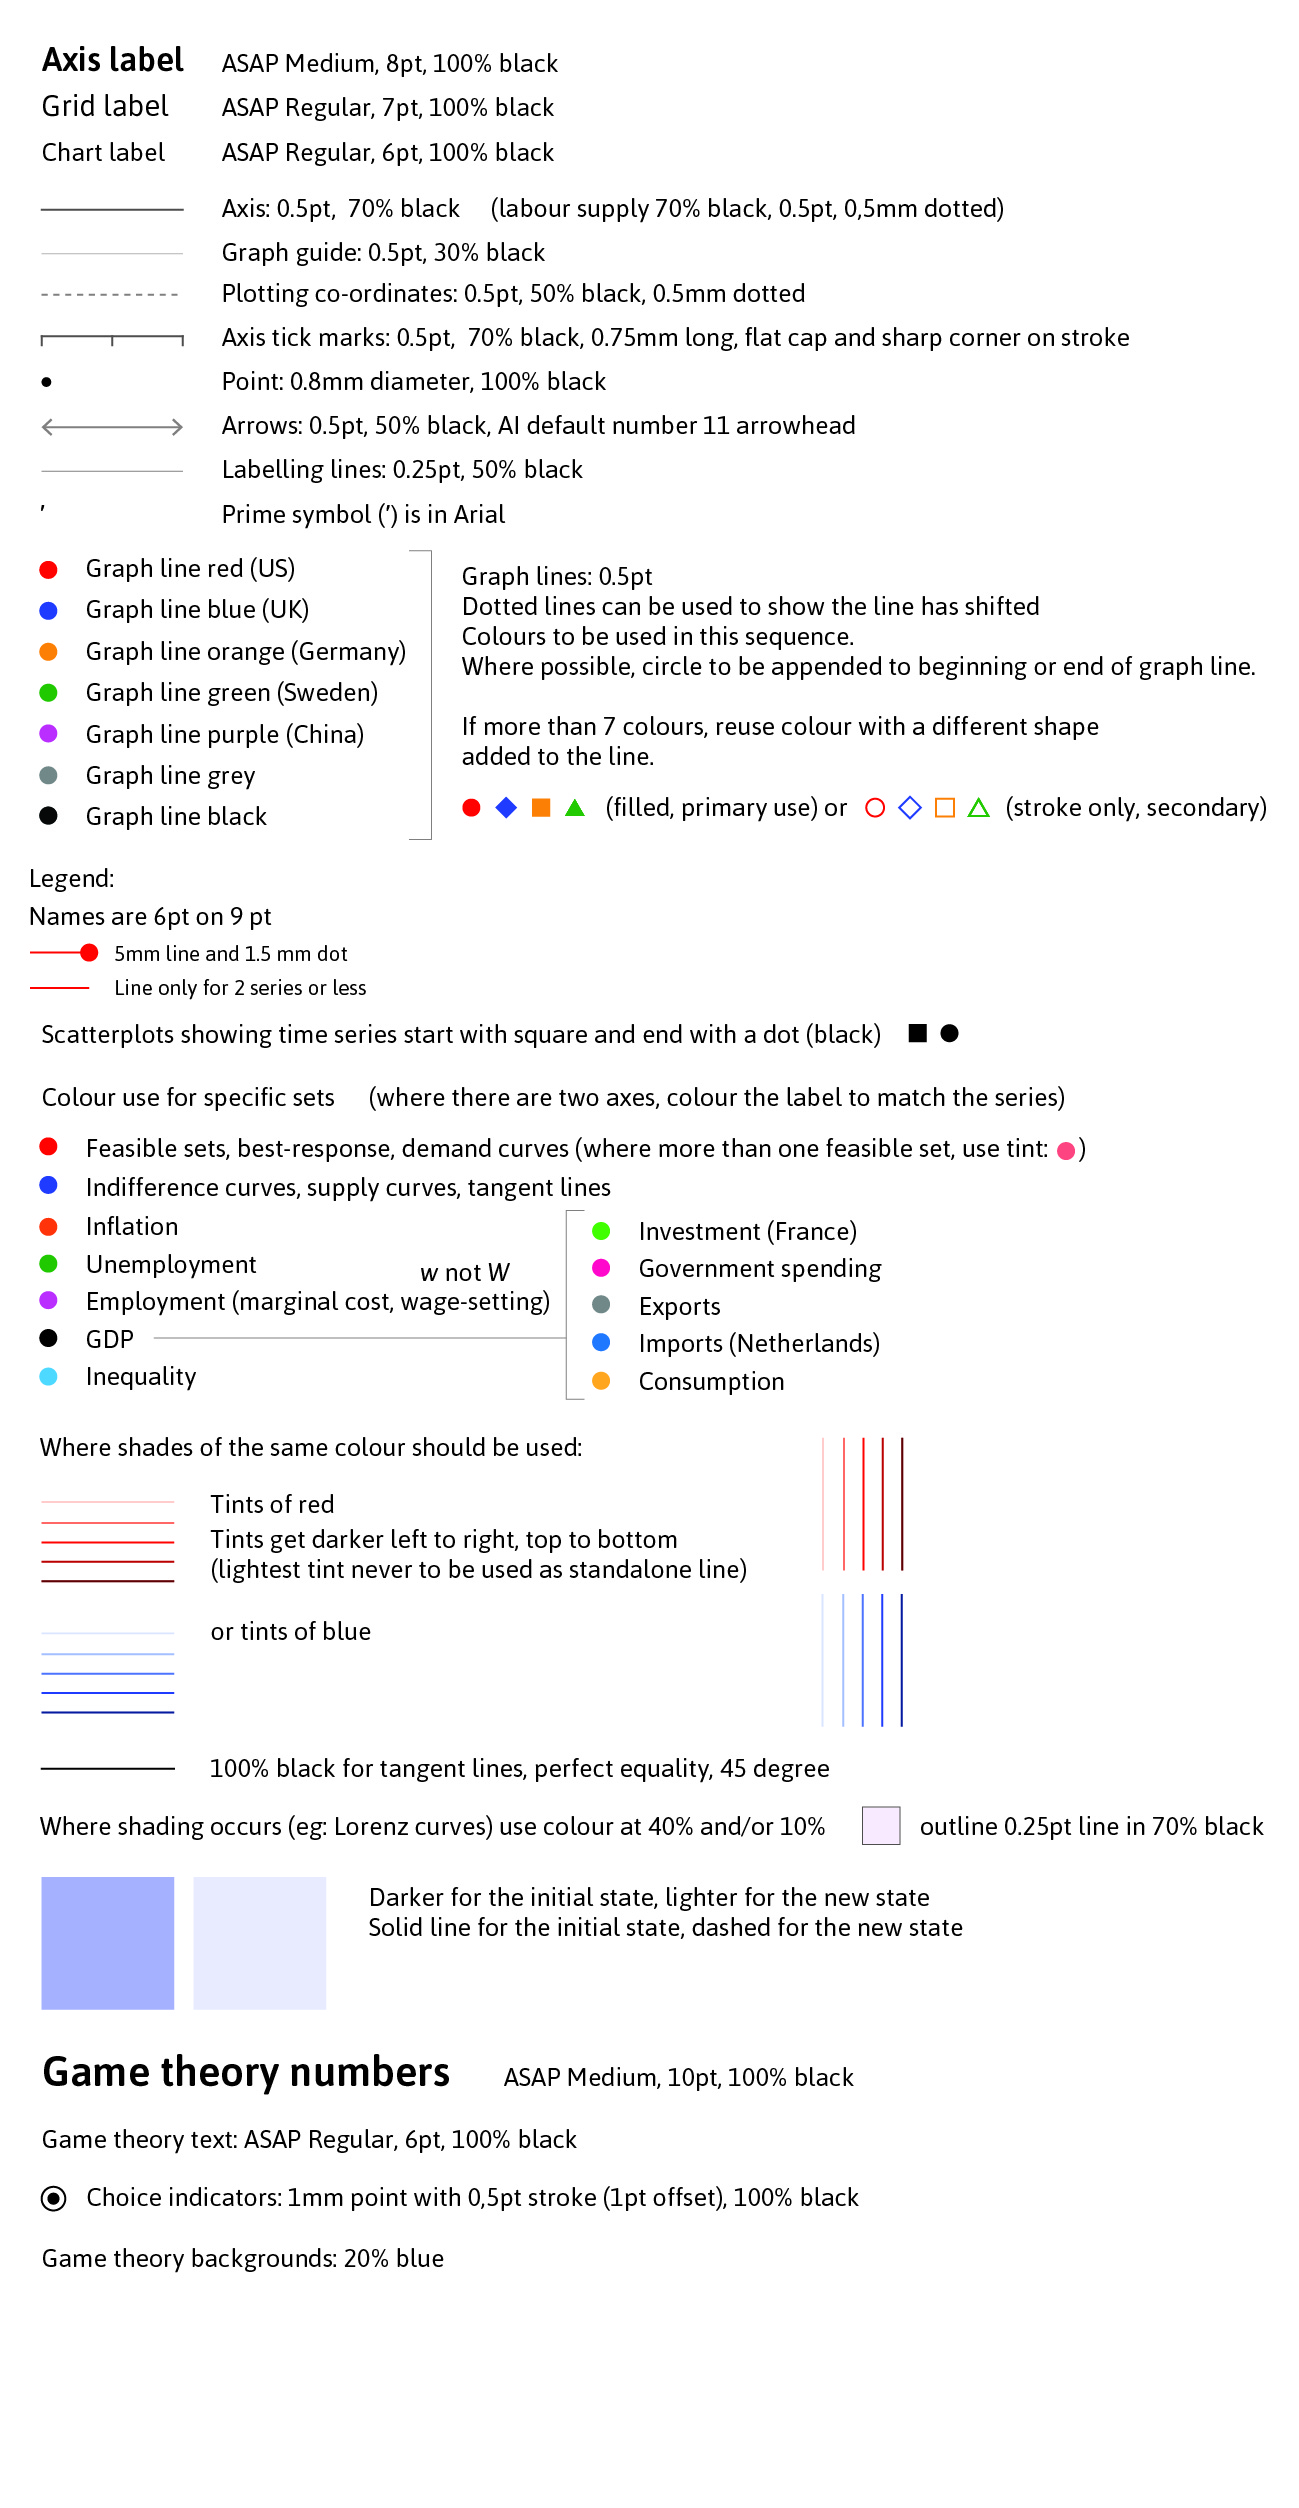 Axis label ASAP Medium, 8pt, 100% black
Grid label ASAP Regular, 7pt, 100% black
Chart label ASAP Regular, 6pt, 100% black
Axis: 0.5pt,  70% black (labour supply 70% black, 0.5pt, 0,5mm dotted)
Graph guide: 0.5pt, 30% black
Plotting co-ordinates: 0.5pt, 50% black, 0.5mm dotted
Axis tick marks: 0.5pt,  70% black, 0.75mm long, flat cap and sharp corner on stroke
Point: 0.8mm diameter, 100% black
Arrows: 0.5pt, 50% black, AI default number 11 arrowhead
Labelling lines: 0.25pt, 50% black
′ Prime symbol (′) is in Arial
Graph line red (US)
Graph line blue (UK)
Graph line orange (Germany)
Graph line green (Sweden)
Graph line purple (China)
Graph line grey
Graph line black
Graph lines: 0.5pt
Dotted lines can be used to show the line has shifted
Colours to be used in this sequence.
Where possible, circle to be appended to beginning or end of graph line.
If more than 7 colours, reuse colour with a different shape
added to the line.
(filled, primary use) or (stroke only, secondary)
Legend:
Names are 6pt on 9 pt
5mm line and 1.5 mm dot
Line only for 2 series or less
Scatterplots showing time series start with square and end with a dot (black)
Colour use for specific sets (where there are two axes, colour the label to match the series)
Feasible sets, best-response, demand curves (where more than one feasible set, use tint: )
Indifference curves, supply curves, tangent lines
Inflation
Unemployment
w not W
Employment (marginal cost, wage-setting)
GDP
Inequality
Investment (France)
Government spending
Exports
Imports (Netherlands)
Consumption
Where shades of the same colour should be used:
Tints of red
Tints get darker left to right, top to bottom
(lightest tint never to be used as standalone line)
or tints of blue
100% black for tangent lines, perfect equality, 45 degree
Where shading occurs (eg: Lorenz curves) use colour at 40% and/or 10% outline 0.25pt line in 70% black
Darker for the initial state, lighter for the new state
Solid line for the initial state, dashed for the new state
Game theory numbers ASAP Medium, 10pt, 100% black
Game theory text: ASAP Regular, 6pt, 100% black
Choice indicators: 1mm point with 0,5pt stroke (1pt offset), 100% black
Game theory backgrounds: 20% blue